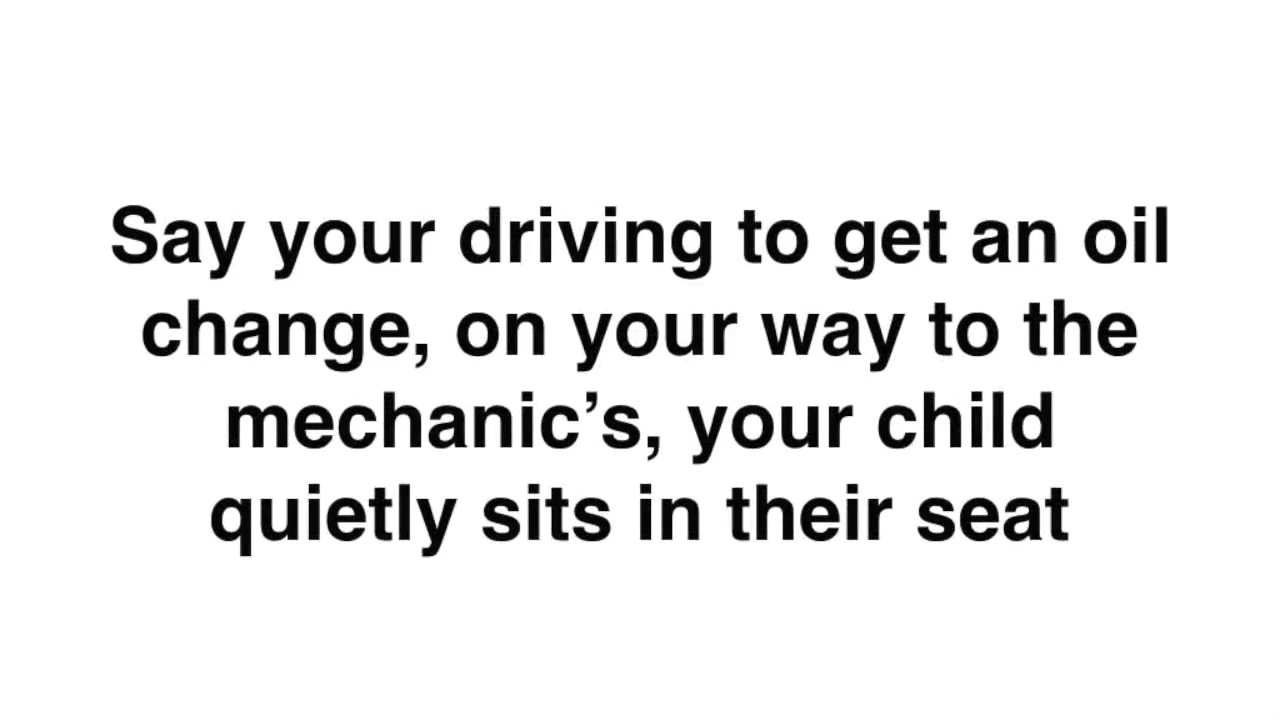 Say your driving to get an oil
change, on your way to the
mechanic’s, your child
quietly sits in their seat